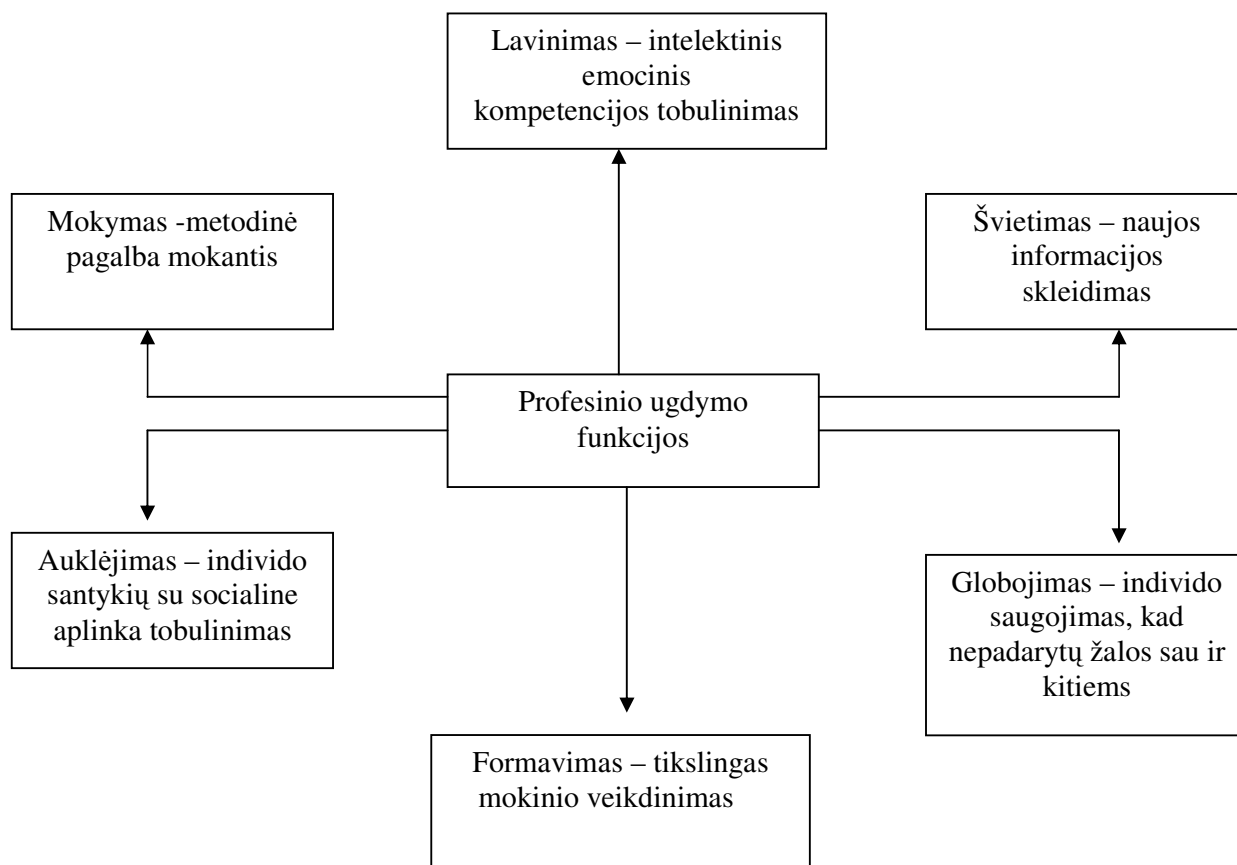 Lavinimas – intelektinis
emocinis
kompetencijos tobulinimas
Mokymas -metodinė
pagalba mokantis
Švietimas – naujos
informacijos
skleidimas
Profesinio ugdymo
funkcijos
Auklėjimas – individo
santykių su socialine
aplinka tobulinimas
Globojimas – individo
saugojimas, kad
nepadarytų žalos sau ir
kitiems
Formavimas – tikslingas
mokinio veikdinimas